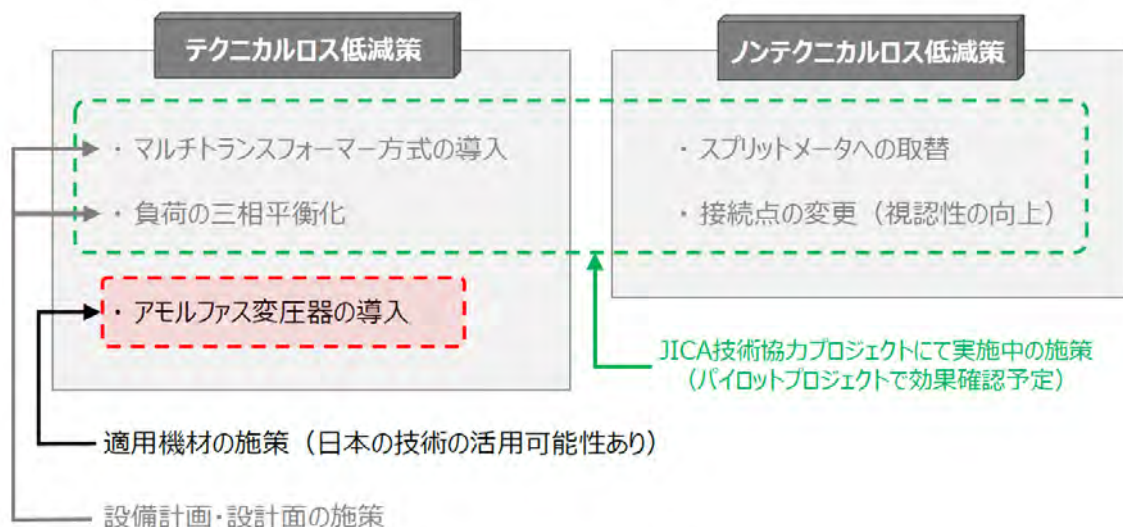 テクニカルロス低減策
ノンテクニカルロス低減策
・マルチトランスフォーマー方式の導入
・負荷の三相平衡化
・スプリットメータへの取替
・接続点の変更（視認性の向上）
・アモルファス変圧器の導入
JICA技術協力プロジェクトにて実施中の施策
（パイロットプロジェクトで効果確認予定）
適用機材の施策（日本の技術の活用可能性あり）
設備計画・設計面の施策